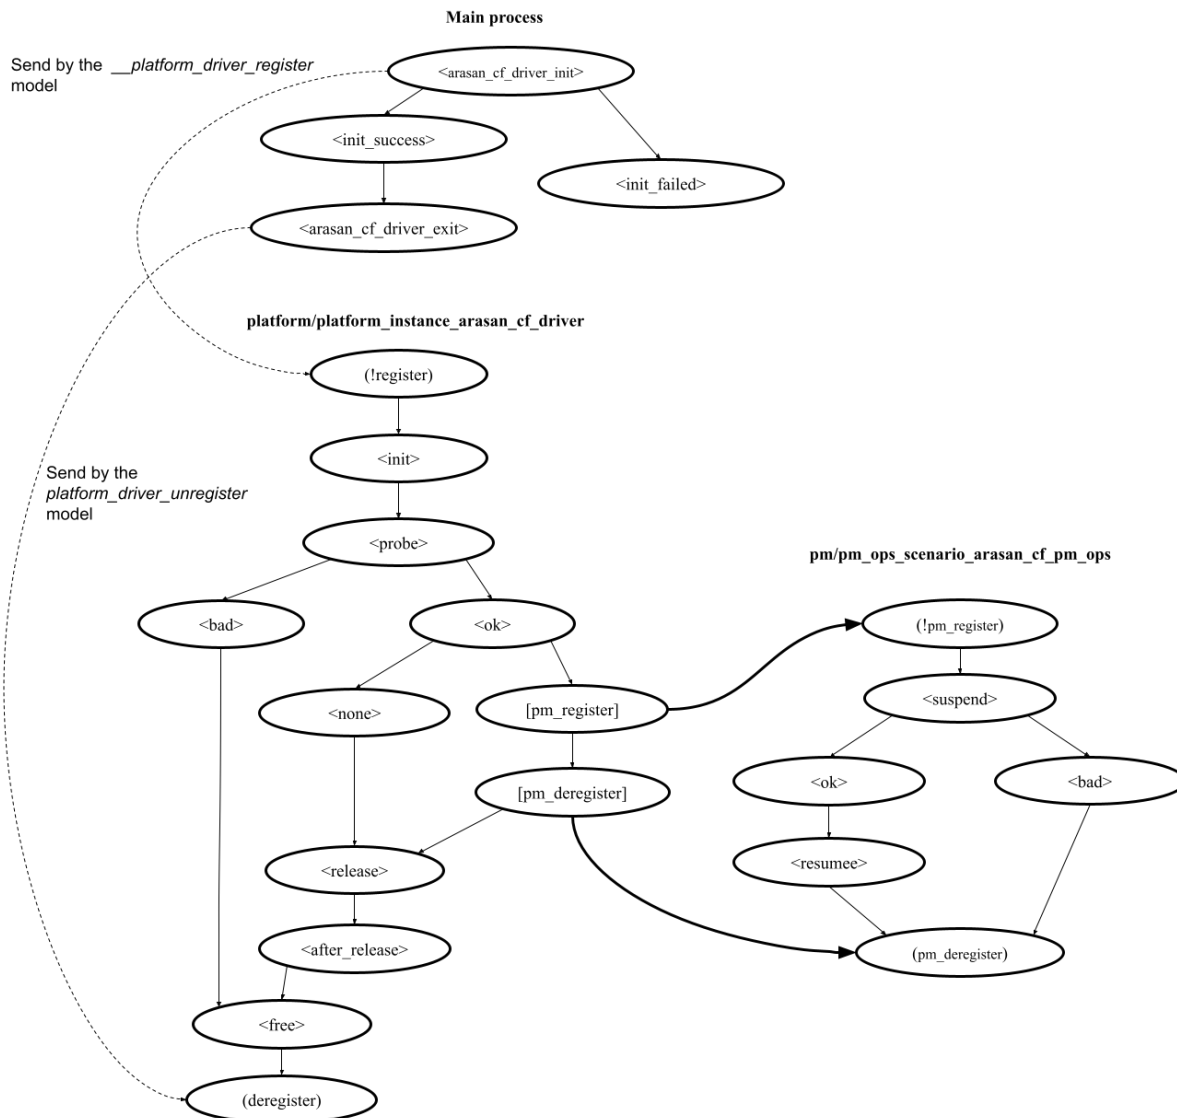 Main process
Send by the __platform_driver_register
model
<arasan_cf_driver_init>
<init_success>
<init_failed>
<arasan_cf_driver_exit>
platform/platform_instance_arasan_cf_driver
(!register)
<init>
Send by the
platform_driver_unregister
model
<probe>
pm/pm_ops_scenario_arasan_cf_pm_ops
<bad>
<ok>
(!pm_register)
<none>
[pm_register]
<suspend>
[pm_deregister]
<ok>
<bad>
<release>
<resumee>
<after_release>
(pm_deregister)
<free>
(deregister)